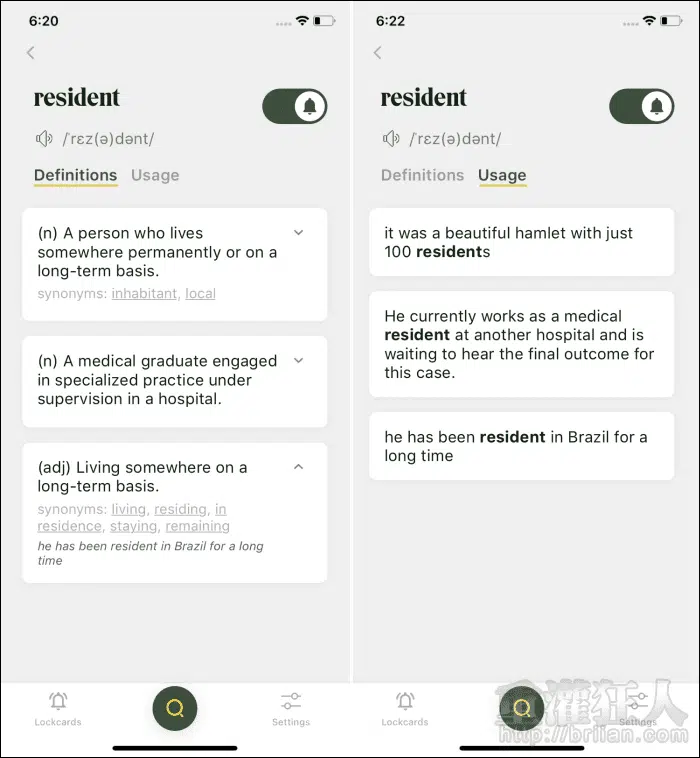 6:20
resident
/ˈrɛz(ə)dənt/
Definitions Usage
(n) A person who lives
somewhere permanently or on a
long-term basis.
synonyms: inhabitant, local
(n) A medical graduate engaged
in specialized practice under
supervision in a hospital.
(adj) Living somewhere on a
long-term basis.
synonyms: living, residing, in
residence, staying, remaining
he has been resident in Brazil for a long
time
Lockcards
Settings
6:22
resident
/ˈrɛz(ə)dənt/
Definitions Usage
it was a beautiful hamlet with just
100 residents
He currently works as a medical
resident at another hospital and is
waiting to hear the final outcome for
this case.
he has been resident in Brazil for a
long time
Lockcards
Settings
重灌狂人
http://briian.com